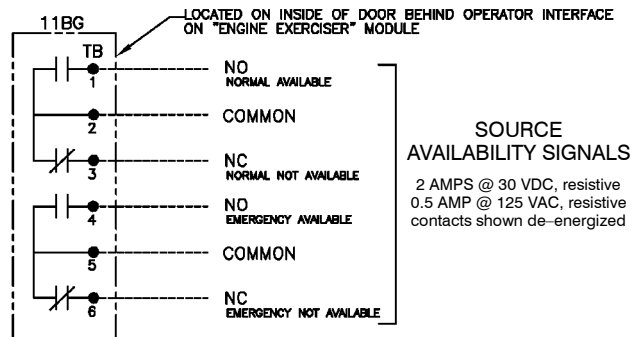 LOCATED ON INSIDE OF DOOR BEHIND OPERATOR INTERFACE
ON "ENGINE EXERCISER" MODULE
11BG
TB
1
NO
NORMAL AVAILABLE
2
COMMON
3
NC
NORMAL NOT AVAILABLE
4
NO
EMERGENCY AVAILABLE
5
COMMON
6
NC
EMERGENCY NOT AVAILABLE
SOURCE
AVAILABILITY SIGNALS
2 AMPS @ 30 VDC, resistive
0.5 AMP @ 125 VAC, resistive
contacts shown de–energized